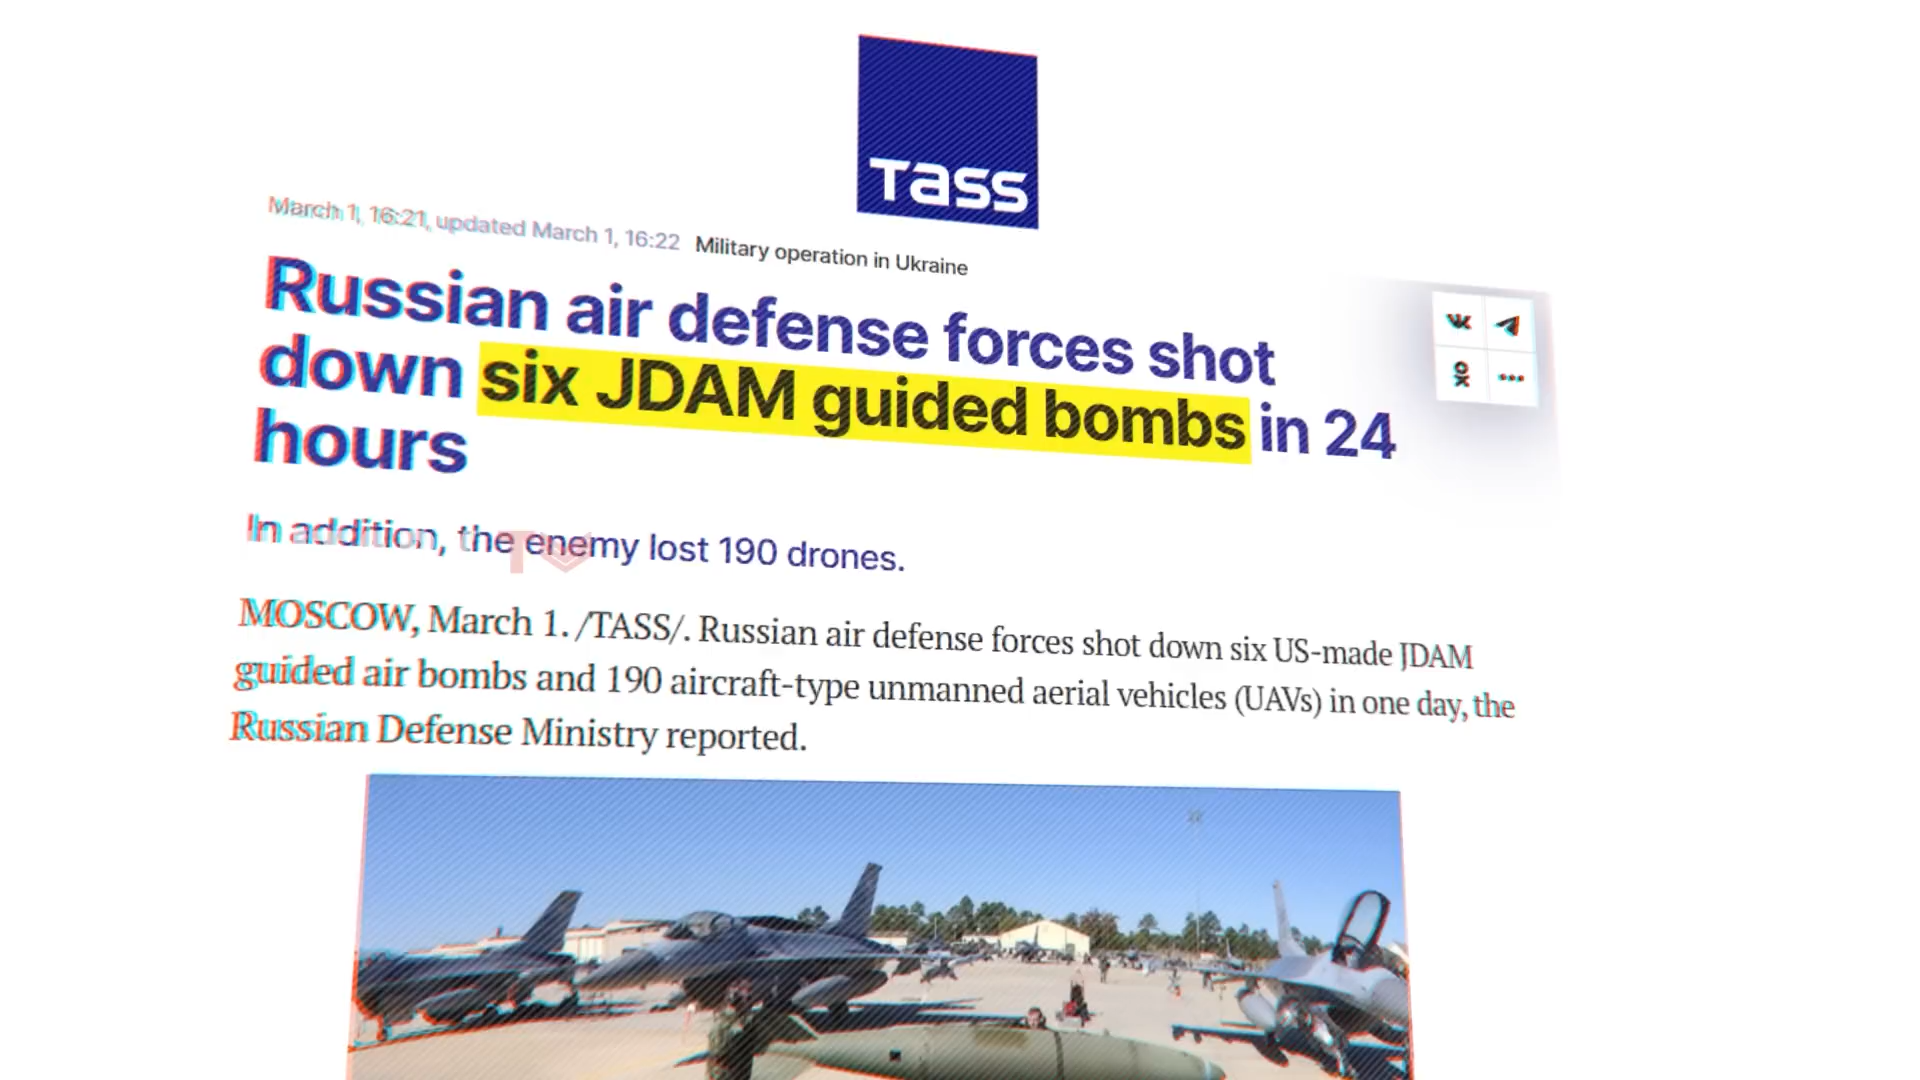 TASS
March 1, 16:21, updated March 1, 16:22 Military operation in Ukraine
Russian air defense forces shot
down six JDAM guided bombs in 24
hours
In addition, the enemy lost 190 drones.
MOSCOW, March 1. /TASS/. Russian air defense forces shot down six US-made JDAM
guided air bombs and 190 aircraft-type unmanned aerial vehicles (UAVs) in one day, the
Russian Defense Ministry reported.